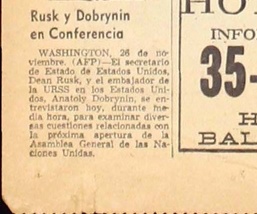 Rusk y Dobrynin
en Conferencia
WASHINGTON, 26 de no-
viembre. (AFP)—El secretario
de Estado de Estados Unidos,
Dean Rusk, y el embajador de
la URSS en los Estados Uni-
dos, Anatoly Dobrynin, se en-
trevistaron hoy, durante me-
dia hora, para examinar diver-
sas cuestiones relacionadas con
la próxima apertura de la
Asamblea General de las Na-
ciones Unidas.
INFO
35-
H
BAL